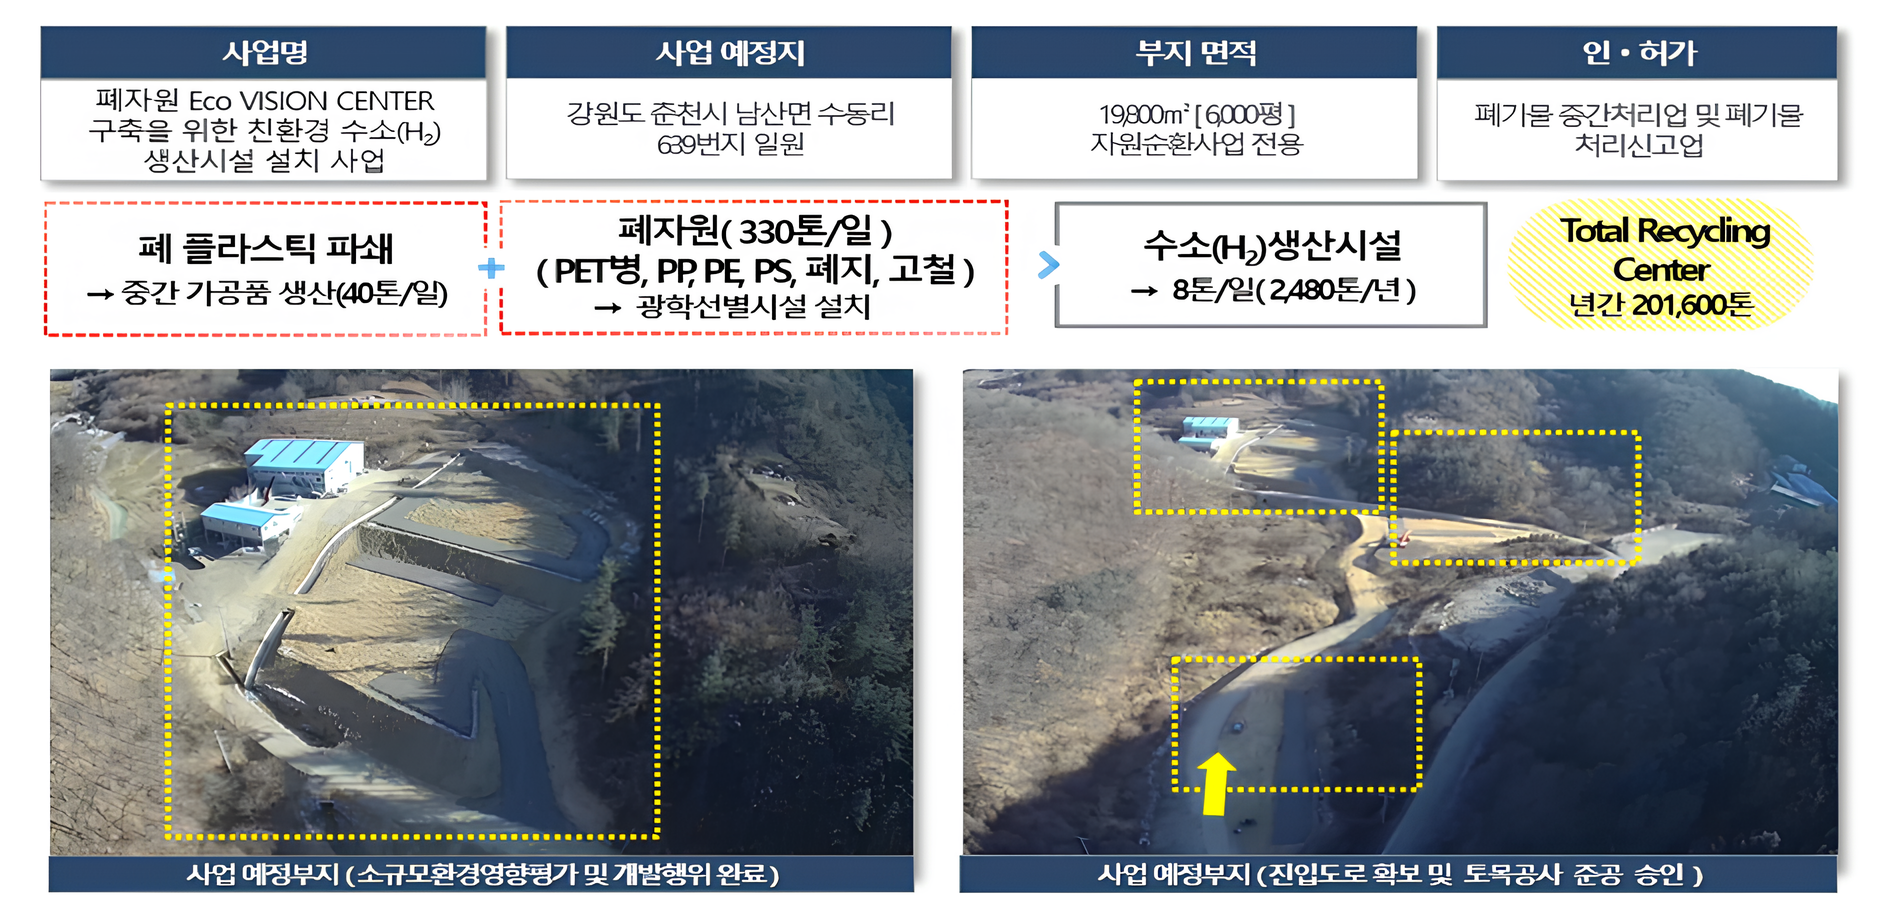 사업명
폐자원 Eco VISION CENTER
구축을 위한 친환경 수소(H₂)
생산시설 설치 사업
사업 예정지
강원도 춘천시 남산면 수동리
639번지 일원
부지 면적
19,800㎡ [ 6,000평 ]
자원순환사업 전용
인 • 허가
폐기물 중간처리업 및 폐기물
처리신고업
폐 플라스틱 파쇄
→ 중간 가공품 생산(40톤/일)
+
폐자원( 330톤/일 )
( PET병, PP, PE, PS, 폐지, 고철 )
→ 광학선별시설 설치
>
수소(H₂)생산시설
→ 8톤/일( 2,480톤/년 )
Total Recycling
Center
년간 201,600톤
사업 예정부지 ( 소규모환경영향평가 및 개발행위 완료 )
사업 예정부지 ( 진입도로 확보 및 토목공사 준공 승인 )